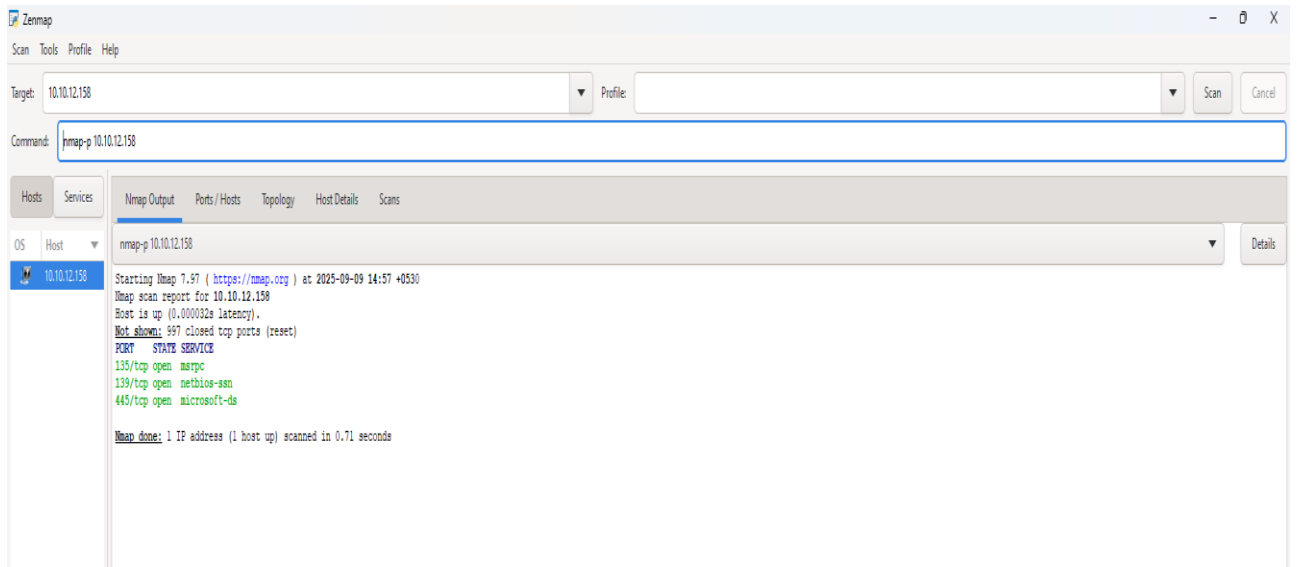 Zenmap
Scan Tools Profile Help
Target: 10.10.12.158 Profile: Scan Cancel
Command: nmap-p 10.10.12.158
Hosts Services Nmap Output Ports / Hosts Topology Host Details Scans
OS Host nmap-p 10.10.12.158 Details
10.10.12.158
Starting Nmap 7.97 ( https://nmap.org ) at 2025-09-09 14:57 +0530
Nmap scan report for 10.10.12.158
Host is up (0.000032s latency).
Not shown: 997 closed tcp ports (reset)
PORT STATE SERVICE
135/tcp open msrpc
139/tcp open netbios-ssn
445/tcp open microsoft-ds
Nmap done: 1 IP address (1 host up) scanned in 0.71 seconds